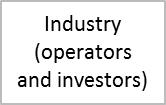 Industry
(operators
and investors)